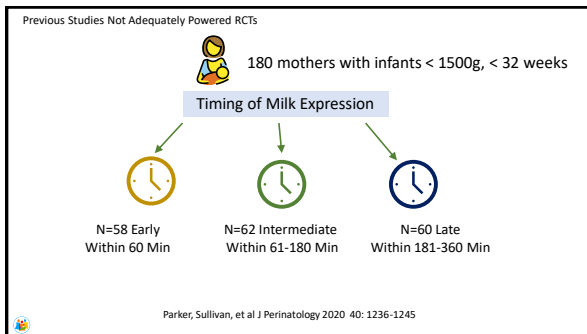 Previous Studies Not Adequately Powered RCTs
180 mothers with infants < 1500g, < 32 weeks
Timing of Milk Expression
N=58 Early
Within 60 Min
N=62 Intermediate
Within 61-180 Min
N=60 Late
Within 181-360 Min
Parker, Sullivan, et al J Perinatology 2020 40: 1236-1245